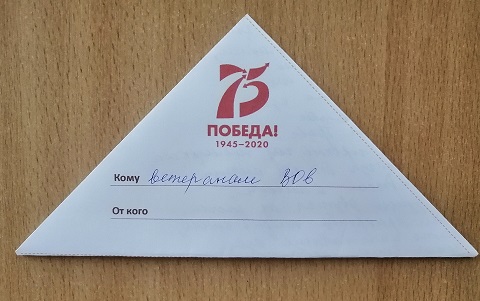 75
ПОБЕДА!
1945–2020
Кому ветеранам ВОв
От кого